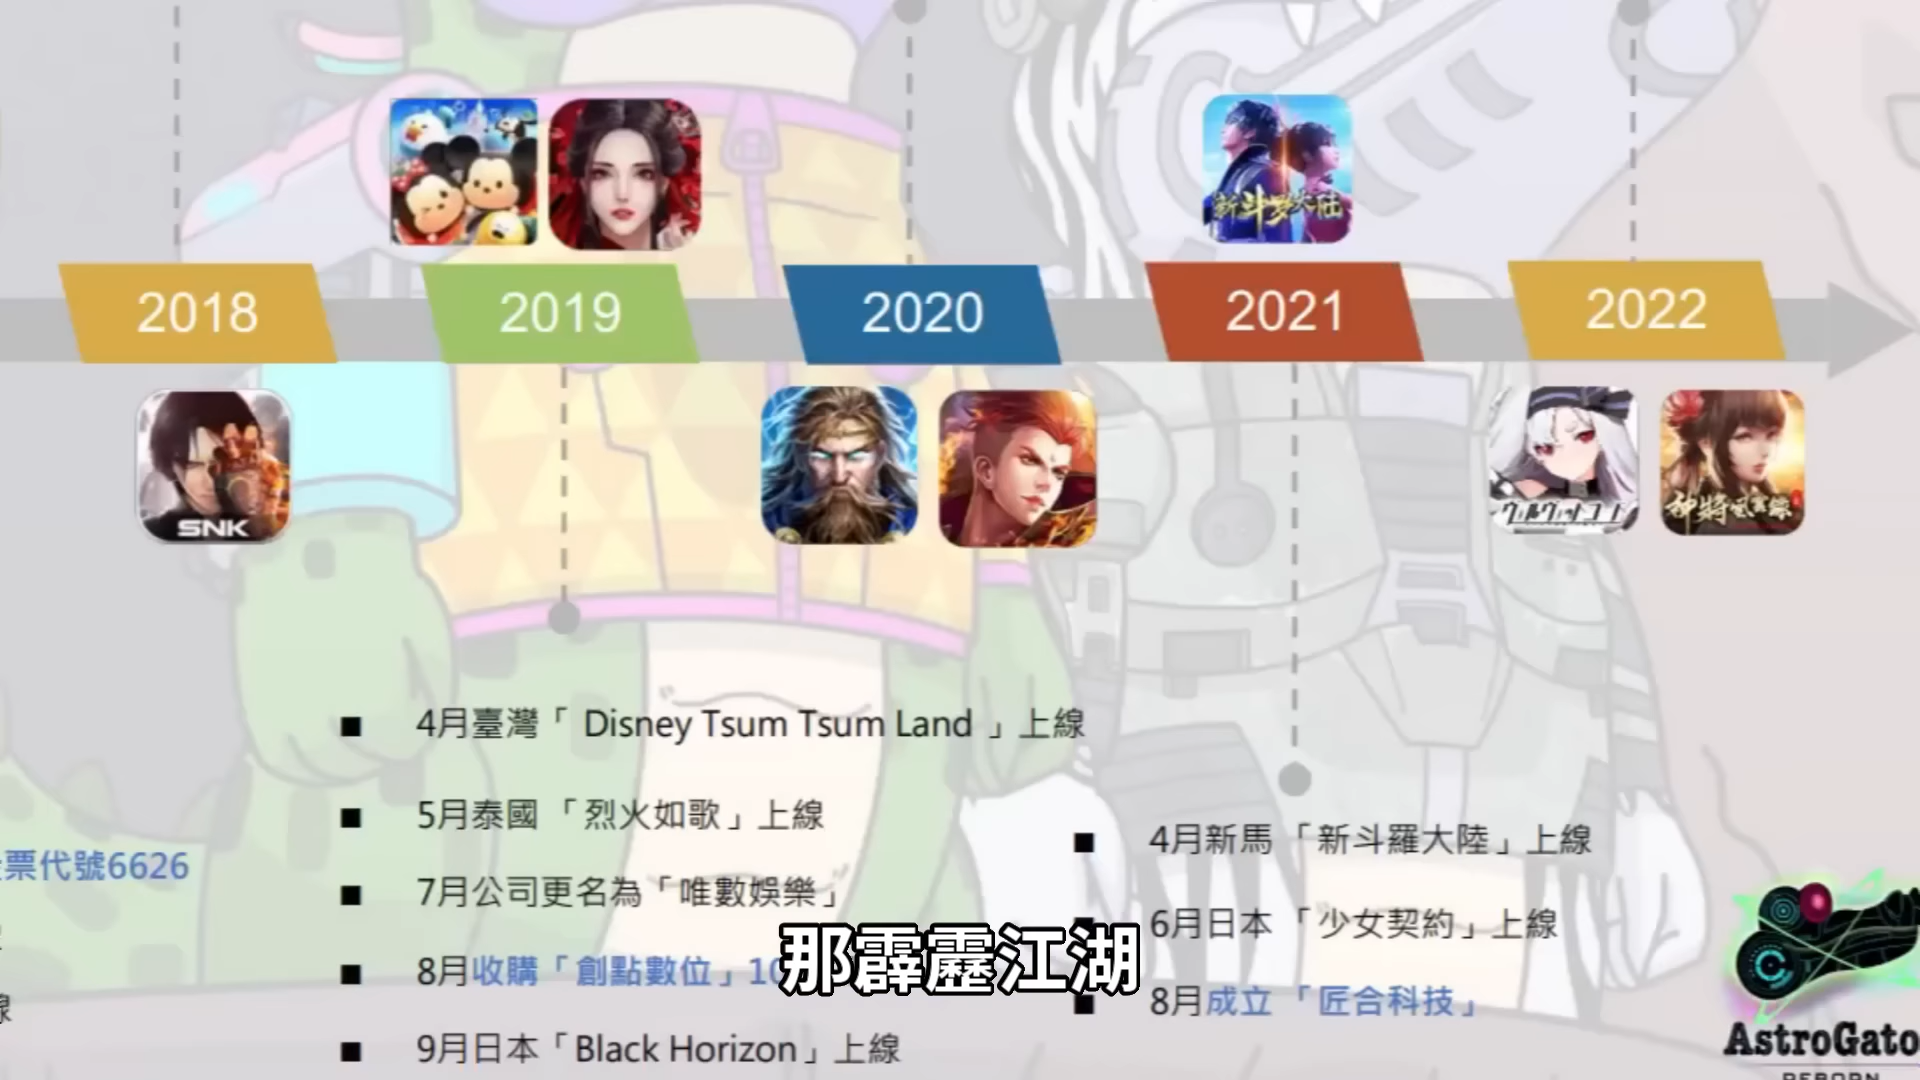 新斗罗大陆
2018
2019
2020
2021
2022
SNK
神將風雲錄
4月臺灣「 Disney Tsum Tsum Land 」上線
5月泰國「烈火如歌」上線
7月公司更名為「唯數娛樂」
8月收購「創點數位」10
9月日本「Black Horizon」上線
票代號6626
線
4月新馬「新斗羅大陸」上線
6月日本「少女契約」上線
8月成立「匠合科技」
那霹靂江湖
AstroGato
REBORN